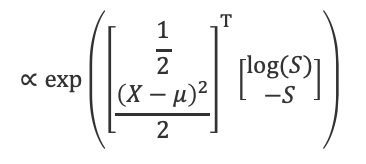 ∝ exp ( [ 1/2 (X − μ)²/2 ]ᵀ [ log(S) −S ] )